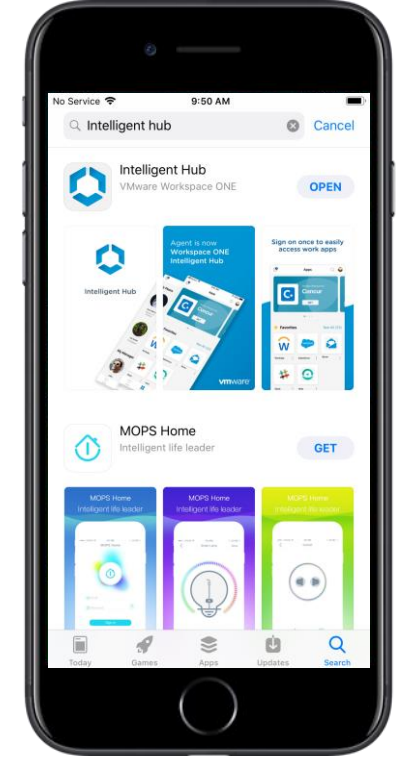 No Service
9:50 AM
Intelligent hub
Cancel
Intelligent Hub
VMware Workspace ONE
OPEN
Intelligent Hub
Agent is now
Workspace ONE
Intelligent Hub
vmware
Sign on once to easily
access work apps
Apps
Favorites
MOPS Home
Intelligent life leader
GET
MOPS Home
Intelligent life leader
MOPS Home
Intelligent life leader
MOPS Home
Intelligent life leader
Today
Games
Apps
Updates
Search